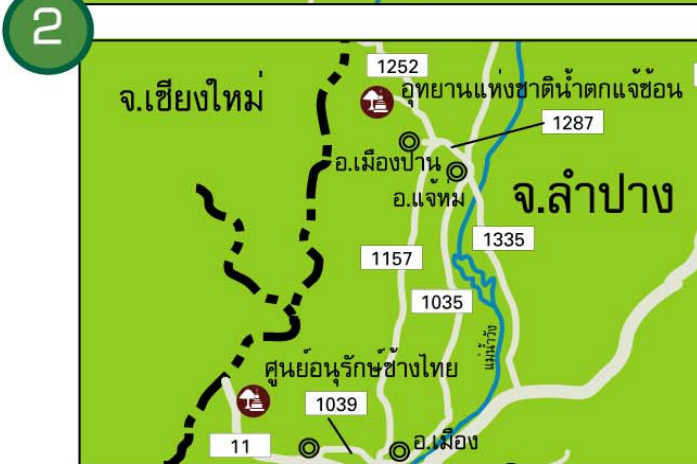 2
1252
จ.เชียงใหม่
อุทยานแห่งชาติน้ำตกแจ้ซ้อน
1287
อ.เมืองปาน
อ.แจ้ห่ม
จ.ลำปาง
1335
1157
1035
แม่น้ำวัง
ศูนย์อนุรักษ์ช้างไทย
1039
11
อ.เมือง